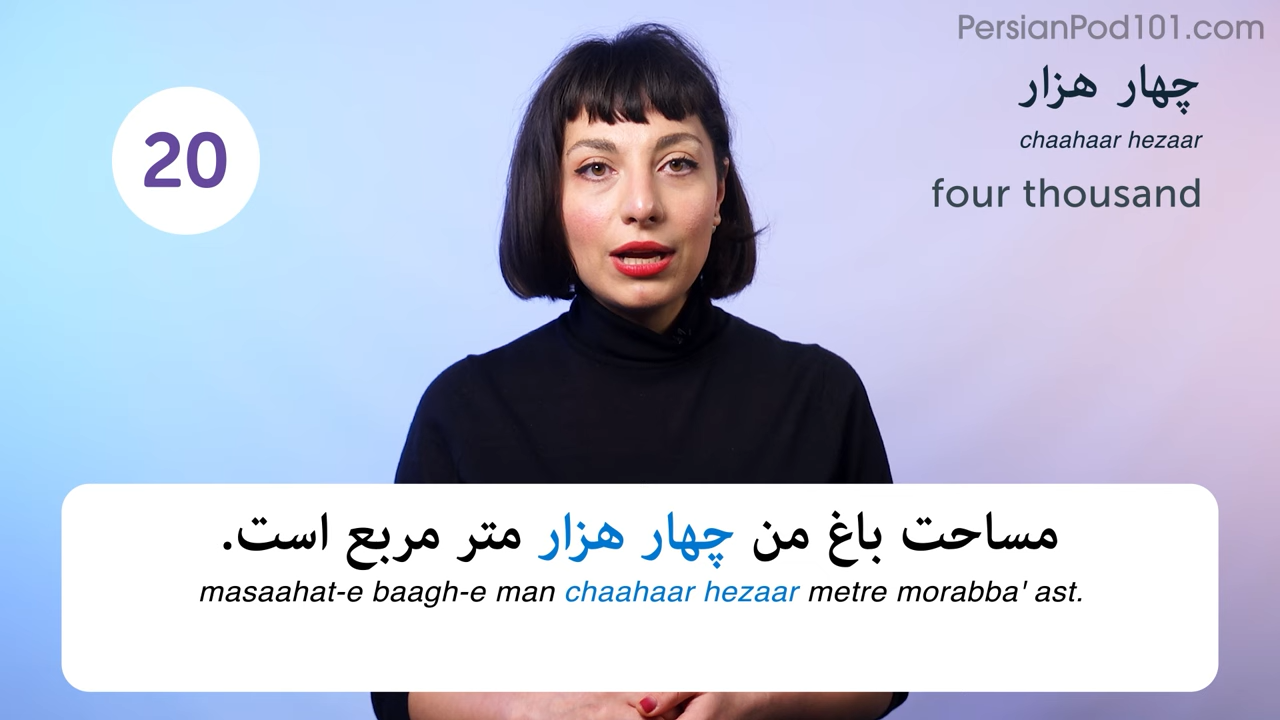 PersianPod101.com
20
چهار هزار
chaahaar hezaar
four thousand
مساحت باغ من چهار هزار متر مربع است.
masaahat-e baagh-e man chaahaar hezaar metre morabba' ast.